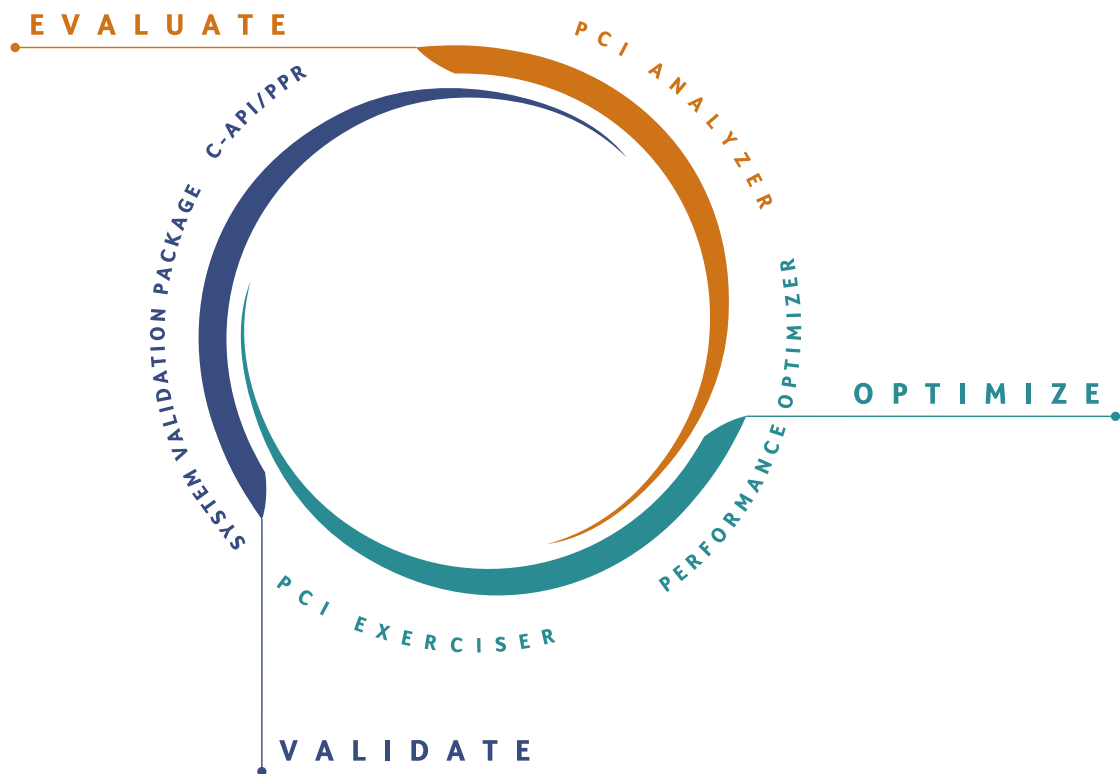 EVALUATE
PCI ANALYZER
C-API/PPR
SYSTEM VALIDATION PACKAGE
PERFORMANCE OPTIMIZER
OPTIMIZE
PCI EXERCISER
VALIDATE